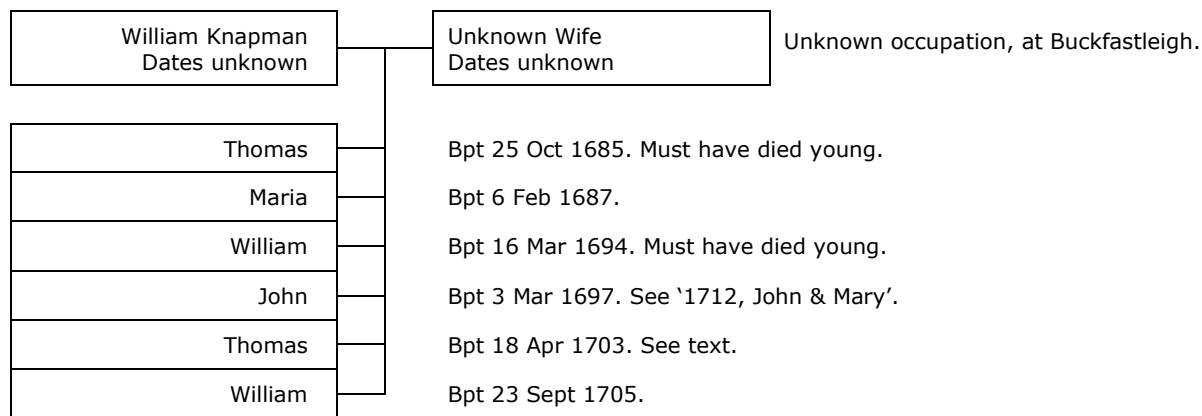 William Knapman
Dates unknown
Unknown Wife
Dates unknown
Unknown occupation, at Buckfastleigh.
Thomas
Bpt 25 Oct 1685. Must have died young.
Maria
Bpt 6 Feb 1687.
William
Bpt 16 Mar 1694. Must have died young.
John
Bpt 3 Mar 1697. See ‘1712, John & Mary’.
Thomas
Bpt 18 Apr 1703. See text.
William
Bpt 23 Sept 1705.